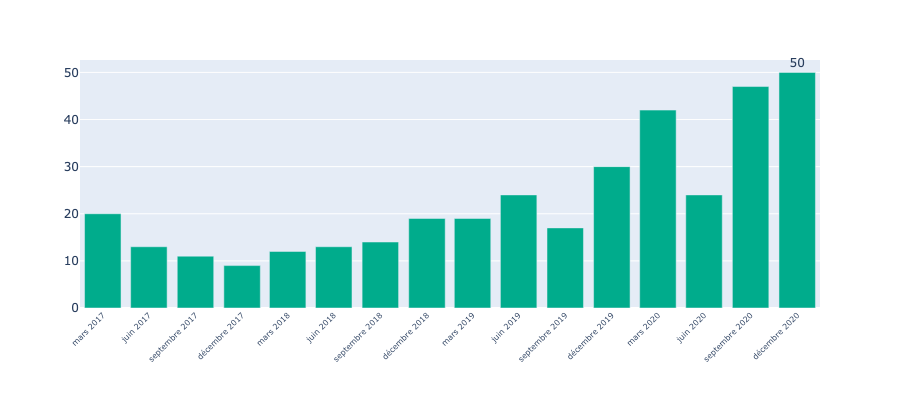 50
50
40
30
20
10
0
mars 2017
juin 2017
septembre 2017
décembre 2017
mars 2018
juin 2018
septembre 2018
décembre 2018
mars 2019
juin 2019
septembre 2019
décembre 2019
mars 2020
juin 2020
septembre 2020
décembre 2020